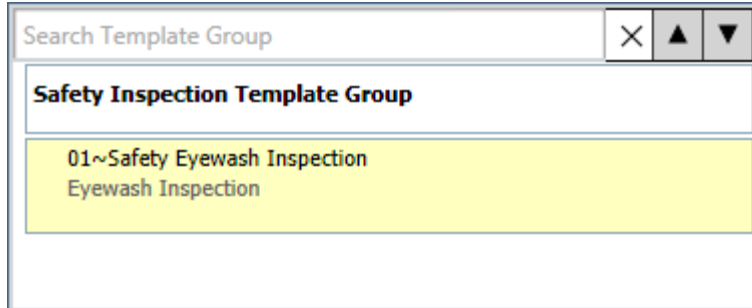 Search Template Group
Safety Inspection Template Group
01~Safety Eyewash Inspection
Eyewash Inspection